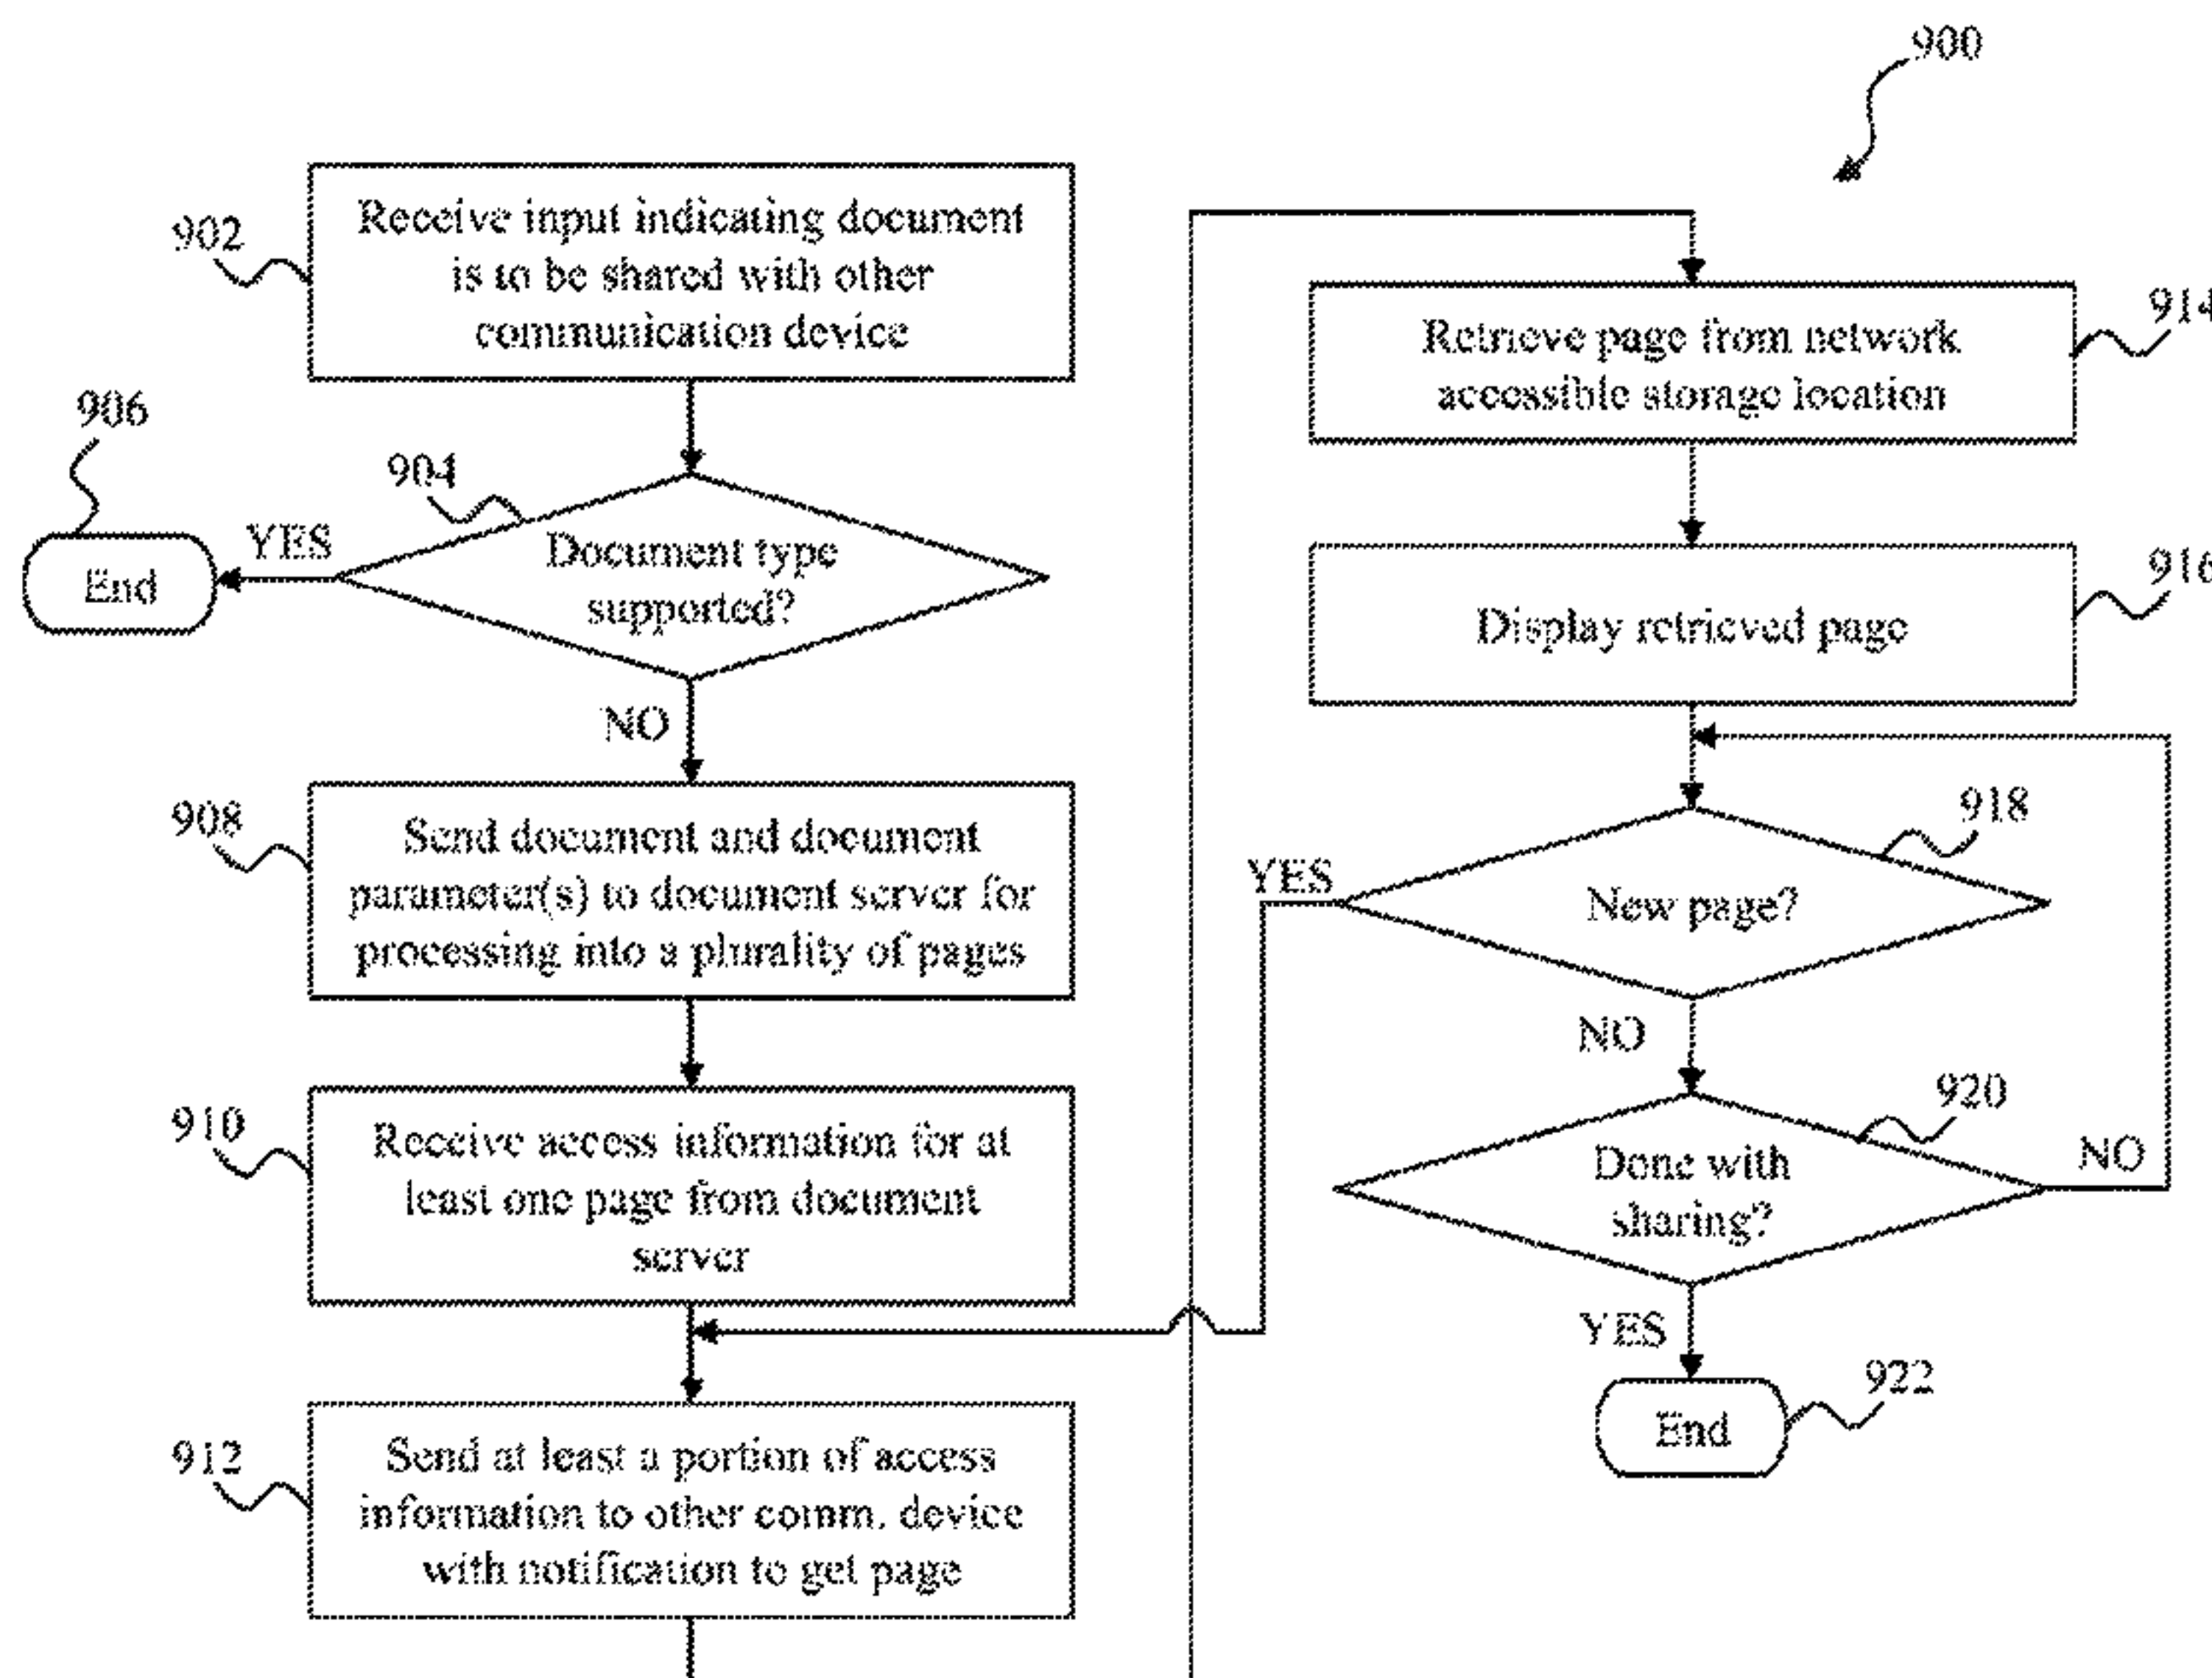 900
902
Receive input indicating document
is to be shared with other
communication device
906
904
YES
End
Document type
supported?
NO
908
Send document and document
parameter(s) to document server for
processing into a plurality of pages
910
Receive access information for at
least one page from document
server
912
Send at least a portion of access
information to other comm. device
with notification to get page
914
Retrieve page from network
accessible storage location
916
Display retrieved page
918
YES
New page?
NO
920
Done with
sharing?
NO
YES
922
End